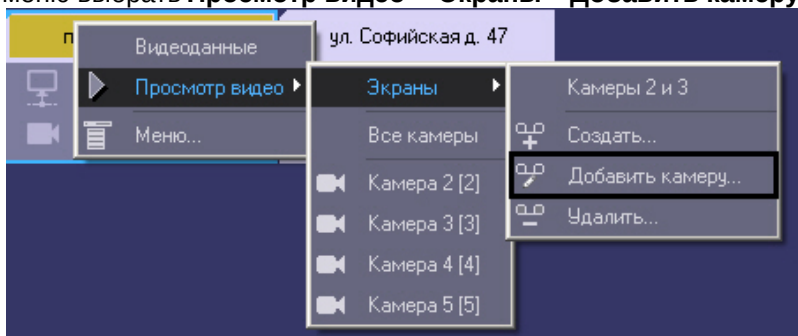 меню выбрать Просмотр видео – Экраны – Добавить камеру
п
ул. Софийская д. 47
Видеоданные
Просмотр видео
Меню...
Экраны
Все камеры
Камера 2 [2]
Камера 3 [3]
Камера 4 [4]
Камера 5 [5]
Камеры 2 и 3
Создать...
Добавить камеру...
Удалить...